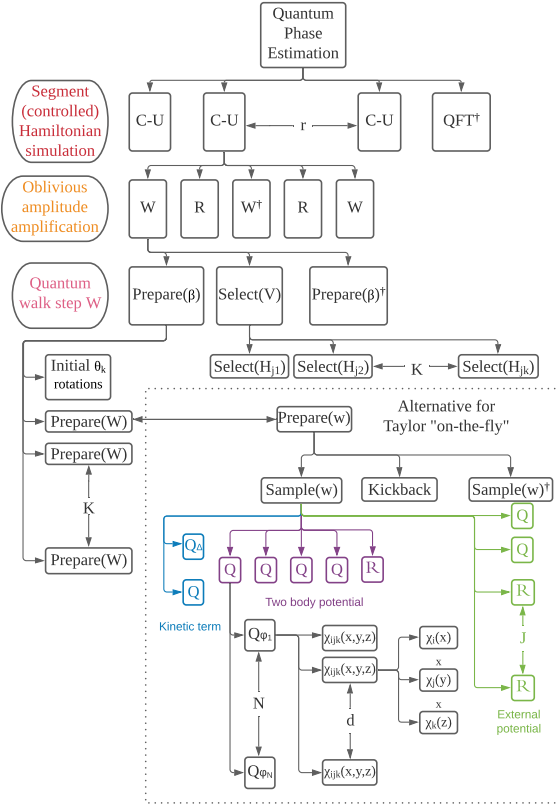 Quantum
Phase
Estimation
Segment
(controlled)
Hamiltonian
simulation
C-U
C-U
r
C-U
QFT†
Oblivious
amplitude
amplification
W
R
W†
R
W
Quantum
walk step W
Prepare(β)
Select(V)
Prepare(β)†
Select(Hj1)
Select(Hj2)
K
Select(Hjk)
Initial θk
rotations
Prepare(W)
Prepare(W)
K
Prepare(W)
Prepare(w)
Alternative for
Taylor "on-the-fly"
Sample(w)
Kickback
Sample(w)†
QΔ
Q
Kinetic term
Q
Q
Q
Q
R
Two body potential
Q
Q
R
J
R
External
potential
Qφ1
N
QφN
χijk(x,y,z)
χijk(x,y,z)
d
χijk(x,y,z)
χi(x)
x
χj(y)
x
χk(z)